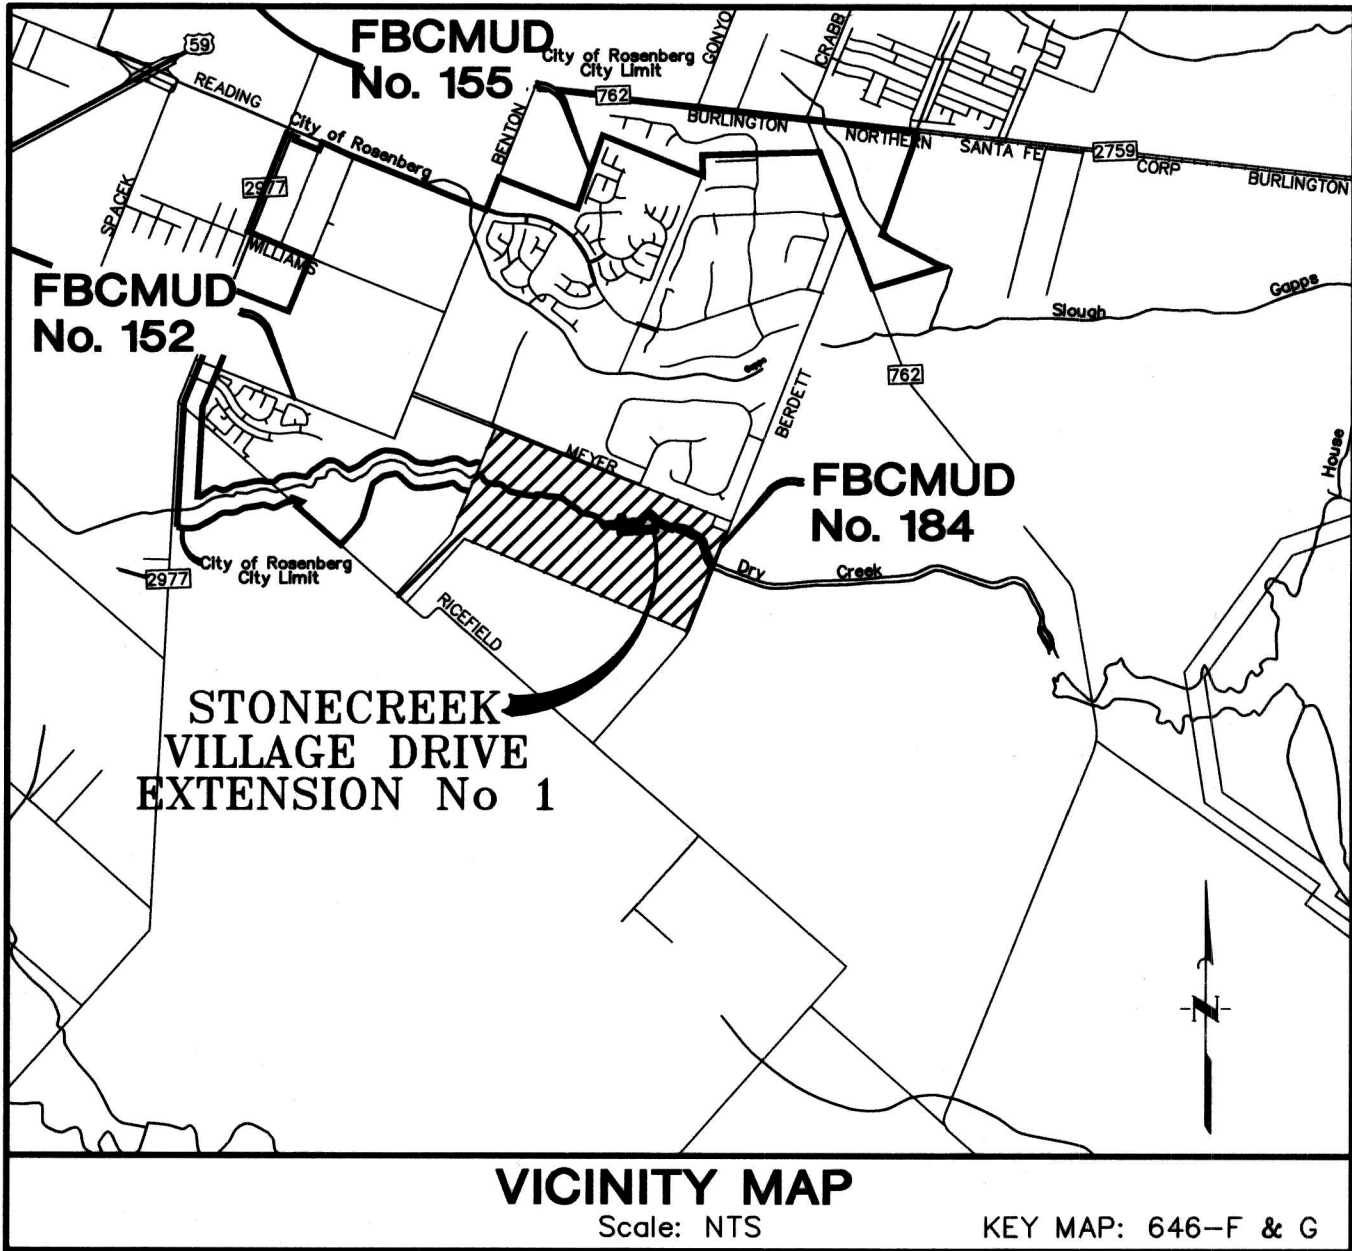 FBCMUD
No. 155
City of Rosenberg
City Limit
GONYO
CRABB
59
READING
762
BURLINGTON
NORTHERN
SANTA FE
2759
CORP
BURLINGTON
City of Rosenberg
BENTON
2977
SPACEK
WILLIAMS
FBCMUD
No. 152
Gapps
Slough
Gapps
762
BERDETT
MEYER
House
FBCMUD
No. 184
City of Rosenberg
City Limit
2977
Dry
Creek
RICEFIELD
STONECREEK
VILLAGE DRIVE
EXTENSION No 1
N
VICINITY MAP
Scale: NTS
KEY MAP: 646-F & G